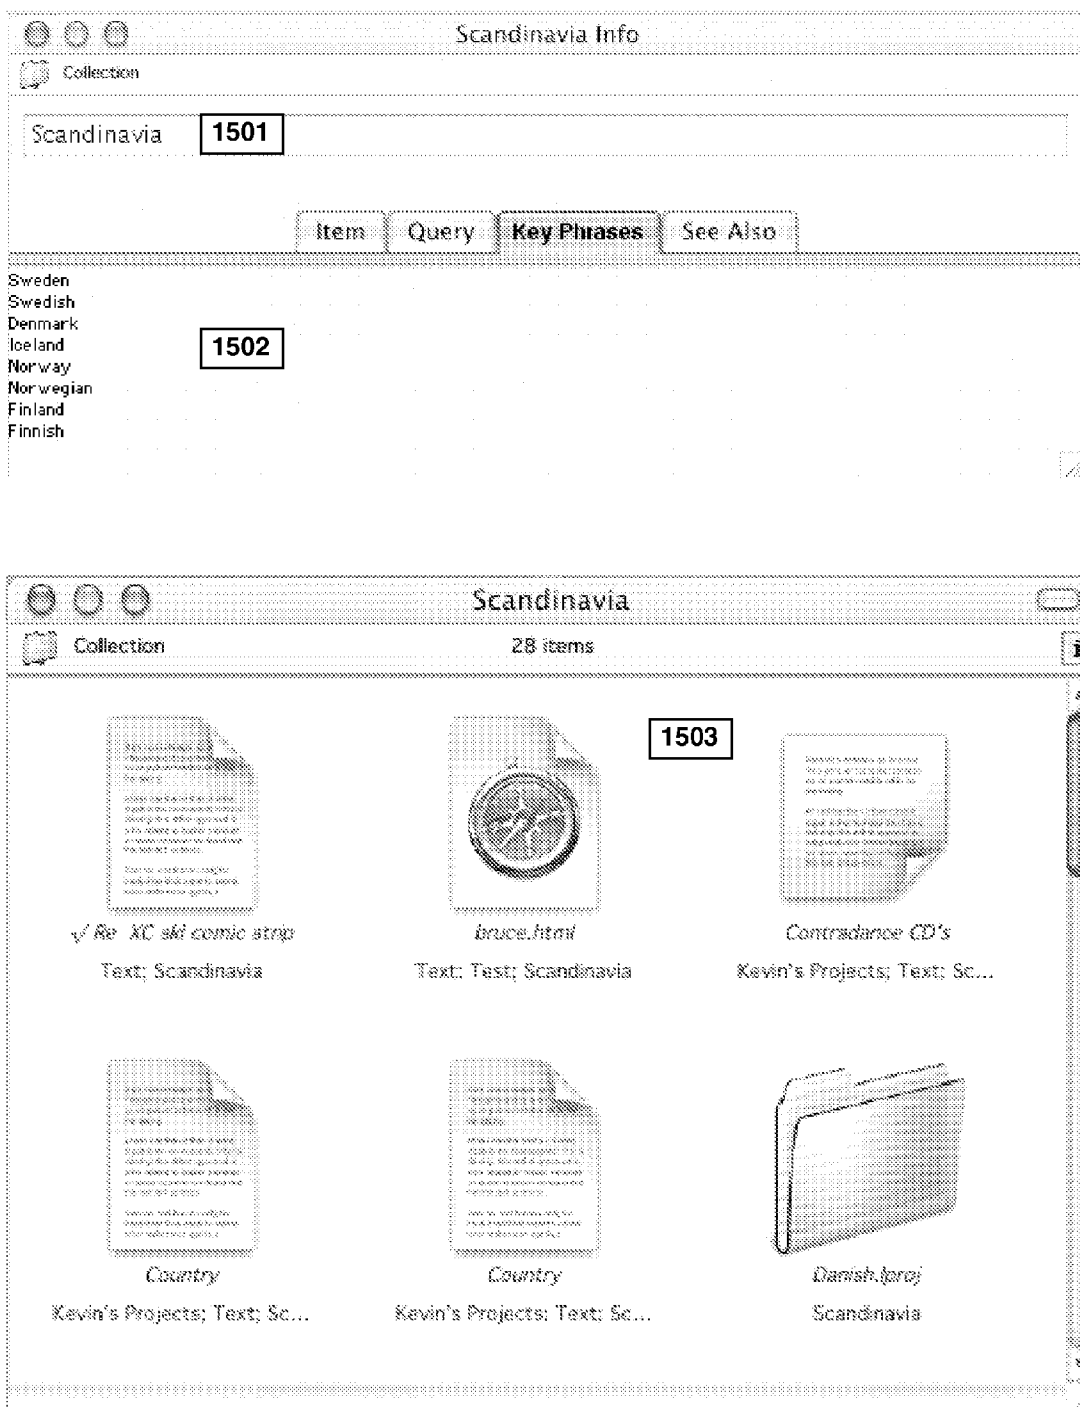 Scandinavia Info
Collection
Scandinavia 1501
Item Query Key Phrases See Also
Sweden
Swedish
Denmark
Iceland
1502
Norway
Norwegian
Finland
Finnish
Scandinavia
Collection 28 items
1503
√ Re XC ski comic strip bruce.html Contradance CD's
Text; Scandinavia Text; Test; Scandinavia Kevin's Projects; Text; Sc...
Country Country Danish.lproj
Kevin's Projects; Text; Sc... Kevin's Projects; Text; Sc... Scandinavia